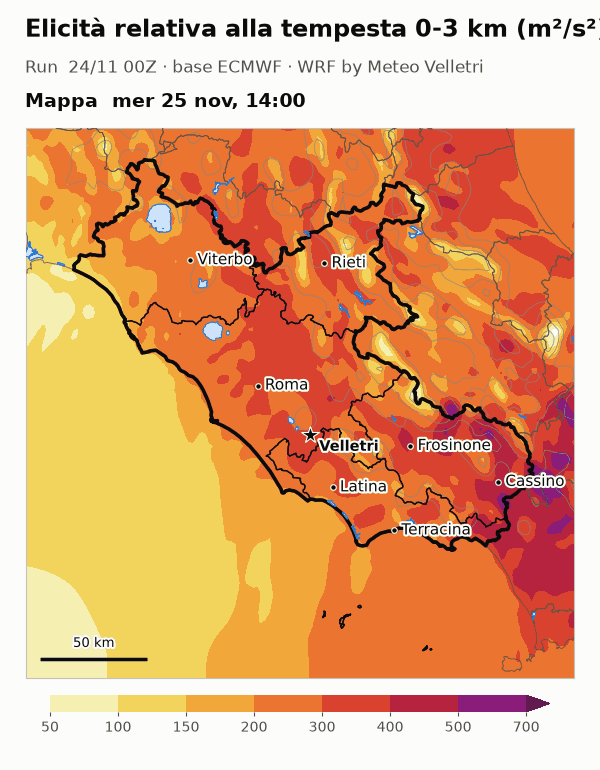 Elicità relativa alla tempesta 0-3 km (m²/s²)
Run 24/11 00Z · base ECMWF · WRF by Meteo Velletri
Mappa mer 25 nov, 14:00
Viterbo
Rieti
Roma
Velletri
Frosinone
Cassino
Latina
Terracina
50 km
50 100 150 200 300 400 500 700